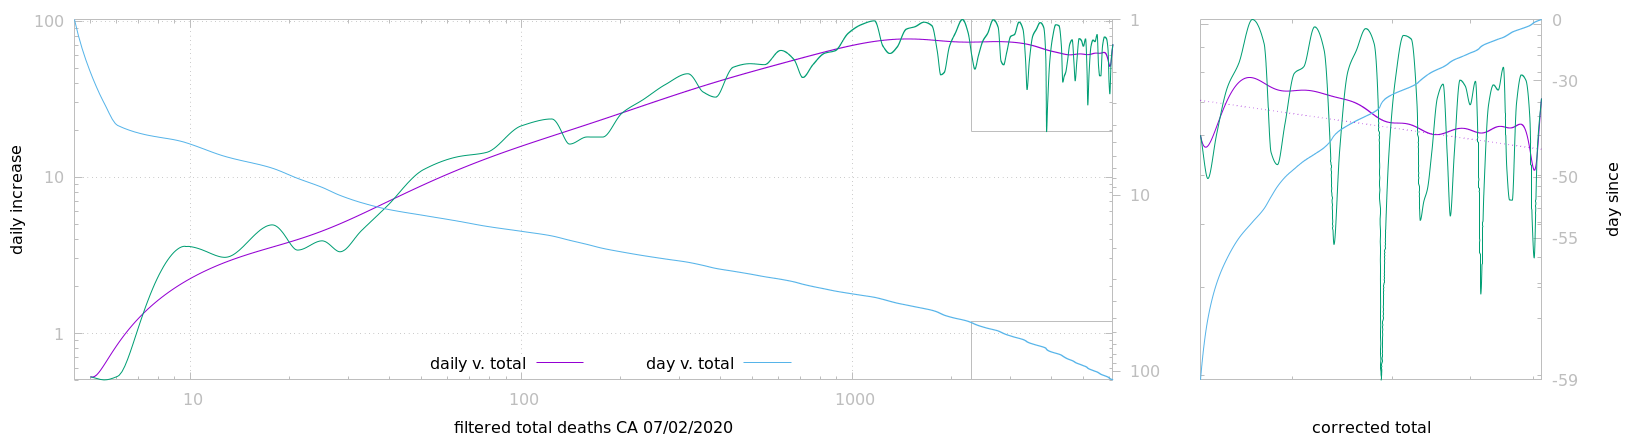 100
10
1
daily increase
10
100
1000
filtered total deaths CA 07/02/2020
daily v. total
day v. total
1
10
100
0
-30
-50
-55
-59
day since
corrected total